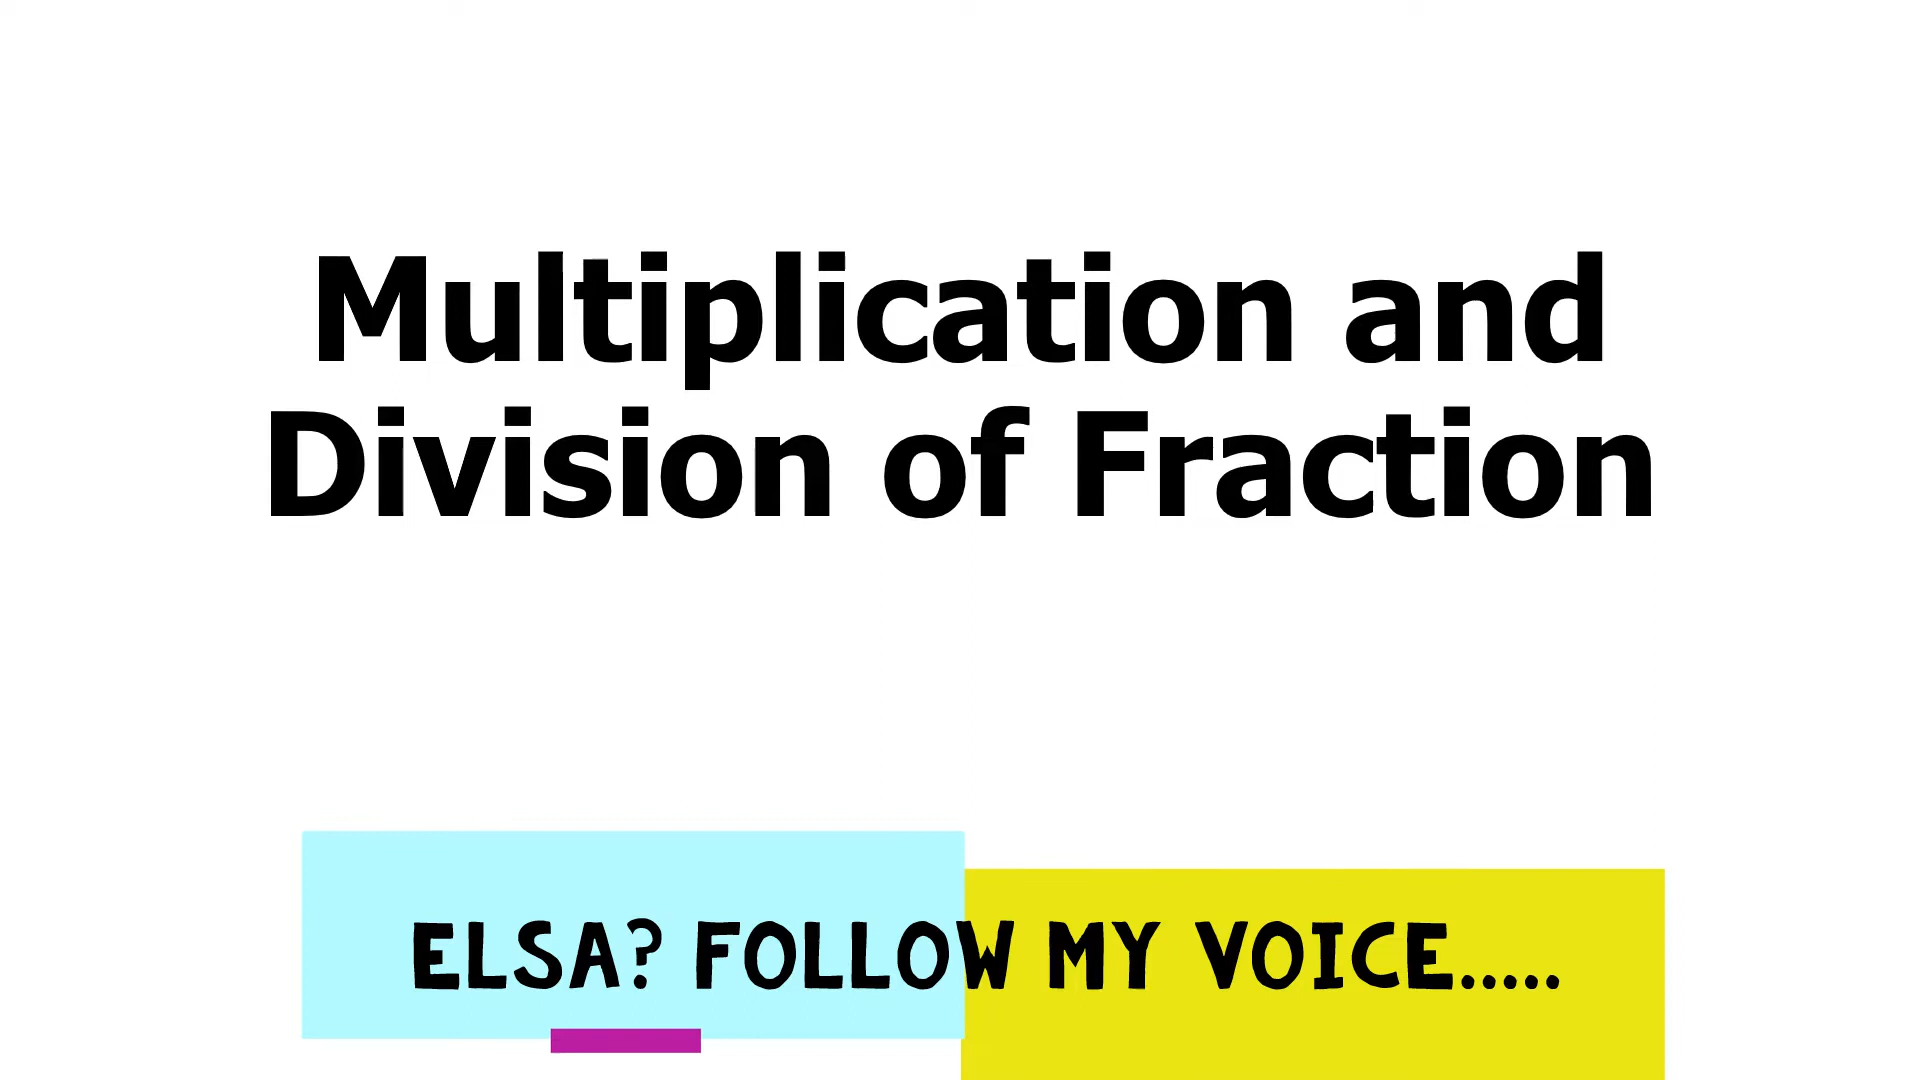 Multiplication and
Division of Fraction
ELSA? FOLLOW MY VOICE.....